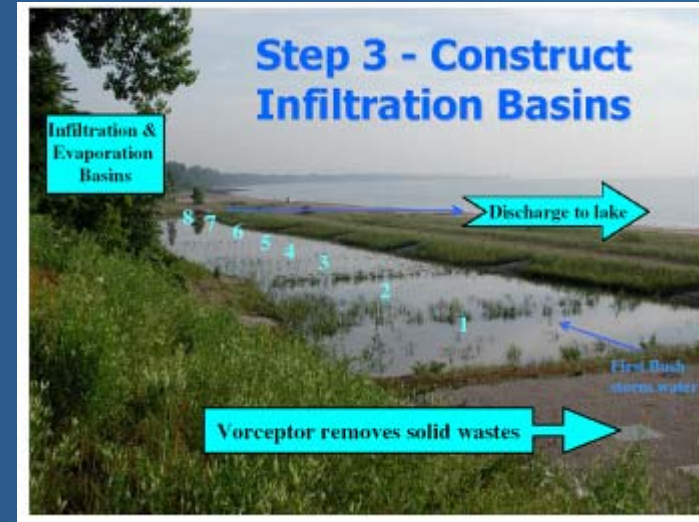 Step 3 - Construct
Infiltration Basins
Infiltration &
Evaporation
Basins
Discharge to lake
8
7
6
5
4
3
2
1
First
storm water
Vorceptor removes solid wastes